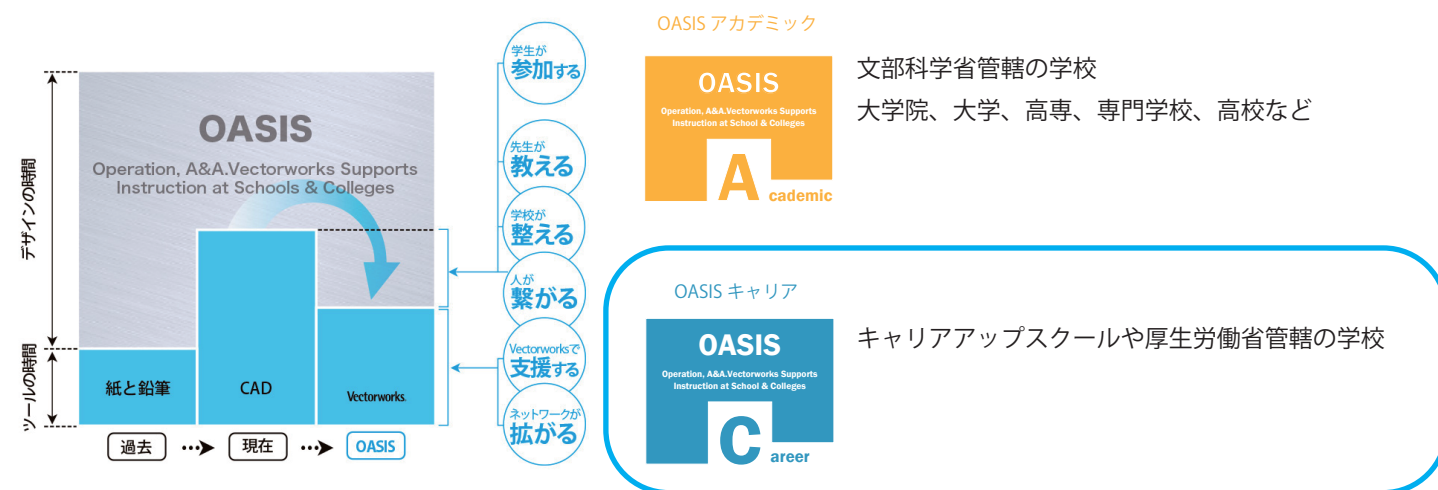 デザインの時間
ツールの時間
OASIS
Operation, A&A.Vectorworks Supports
Instruction at Schools & Colleges
紙と鉛筆
CAD
Vectorworks.
過去
現在
OASIS
学生が
参加する
先生が
教える
学校が
整える
人が
繋がる
Vectorworksで
支援する
ネットワークが
拡がる
OASIS アカデミック
OASIS
Operation, A&A.Vectorworks Supports
Instruction at School & Colleges
Academic
文部科学省管轄の学校
大学院、大学、高専、専門学校、高校など
OASIS キャリア
OASIS
Operation, A&A.Vectorworks Supports
Instruction at School & Colleges
Career
キャリアアップスクールや厚生労働省管轄の学校